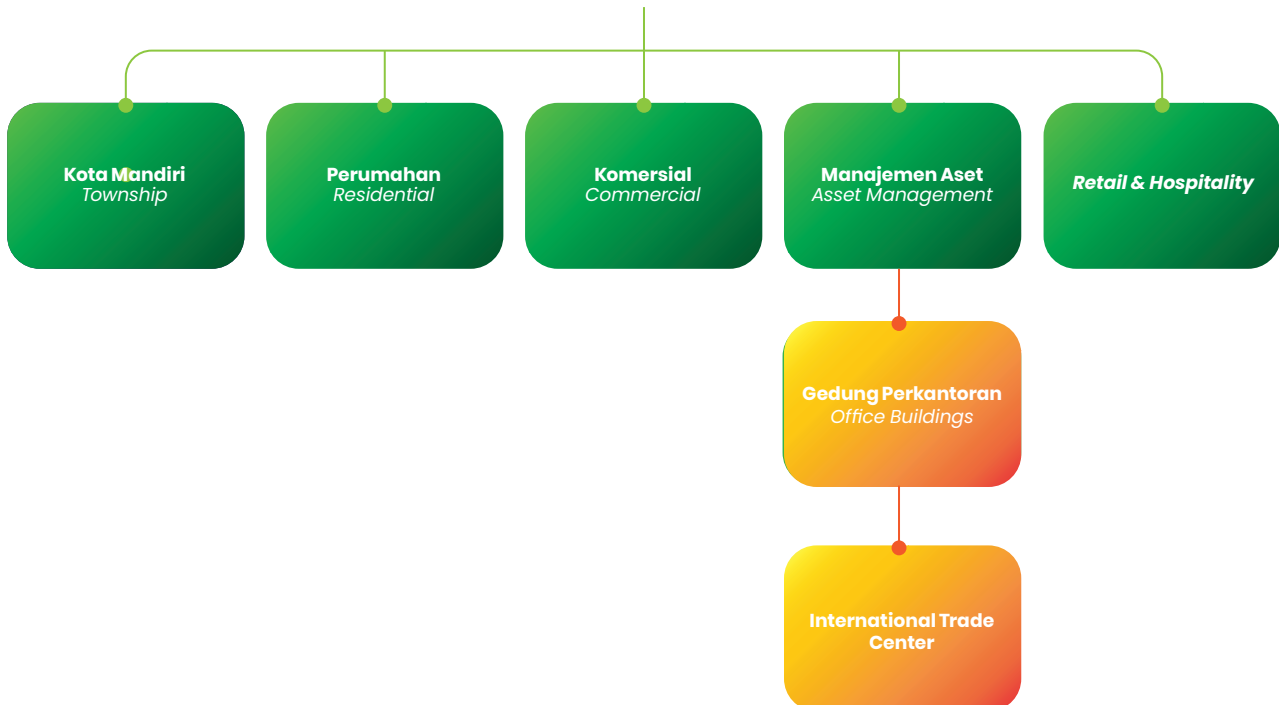 Kota Mandiri
Township
Perumahan
Residential
Komersial
Commercial
Manajemen Aset
Asset Management
Retail & Hospitality
Gedung Perkantoran
Office Buildings
International Trade
Center